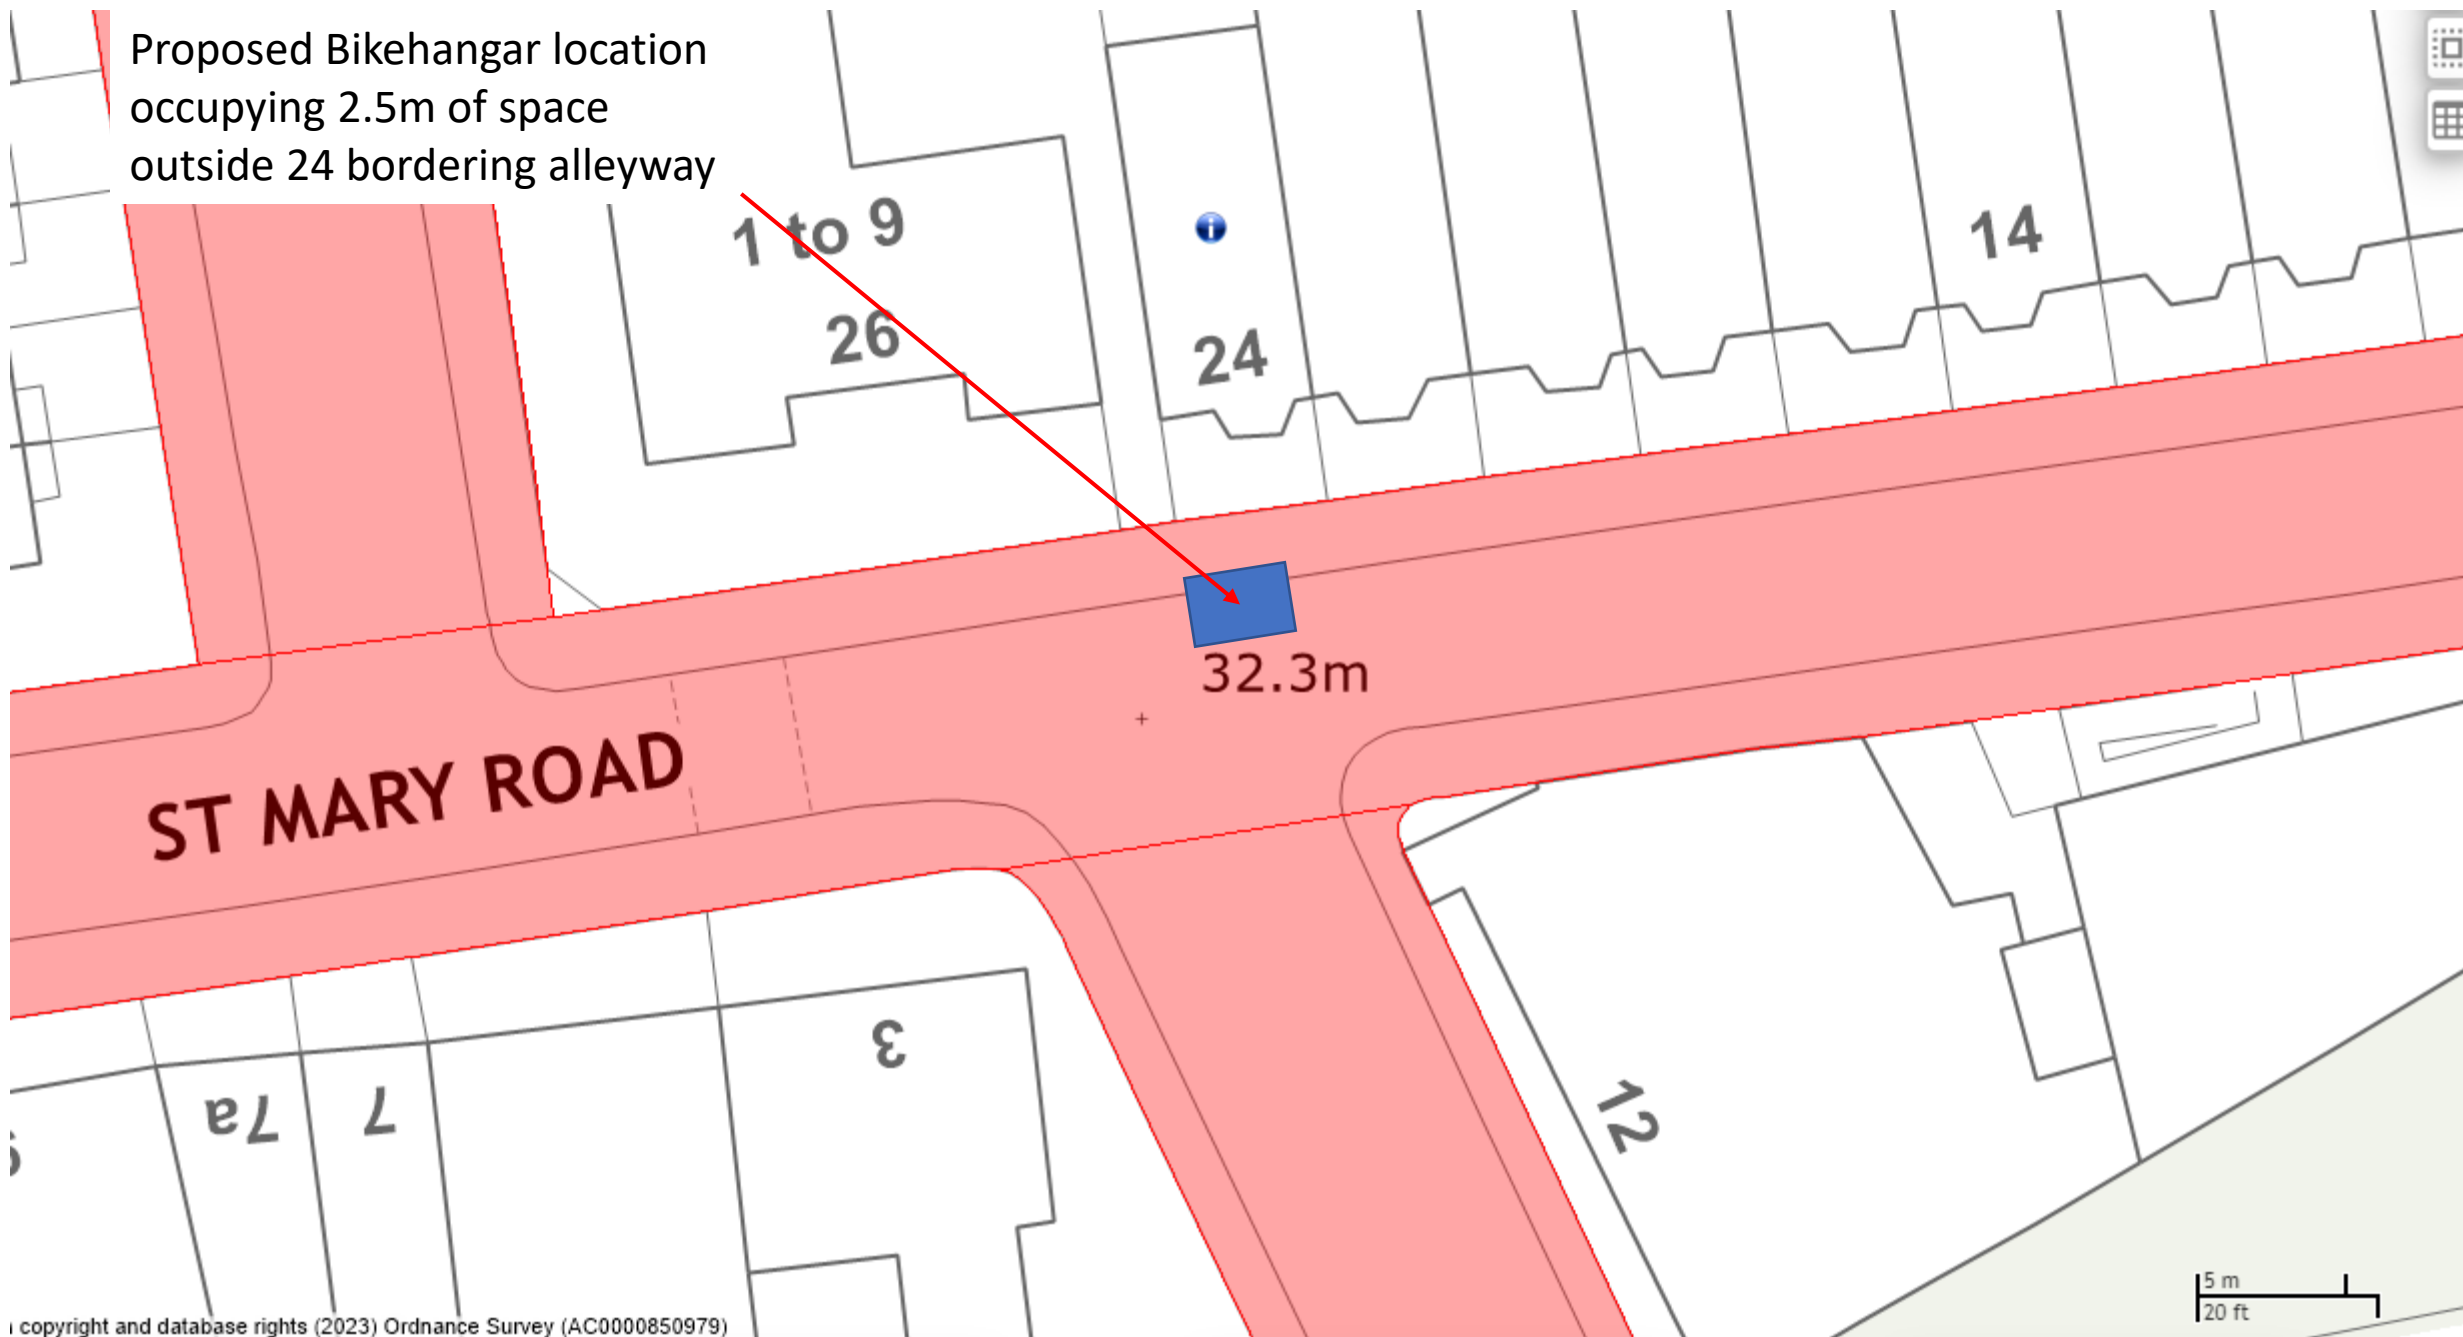 Proposed Bikehangar location
occupying 2.5m of space
outside 24 bordering alleyway
1 to 9
26
24
14
32.3m
ST MARY ROAD
3
7a
7
12
5 m
20 ft
copyright and database rights (2023) Ordnance Survey (AC0000850979)